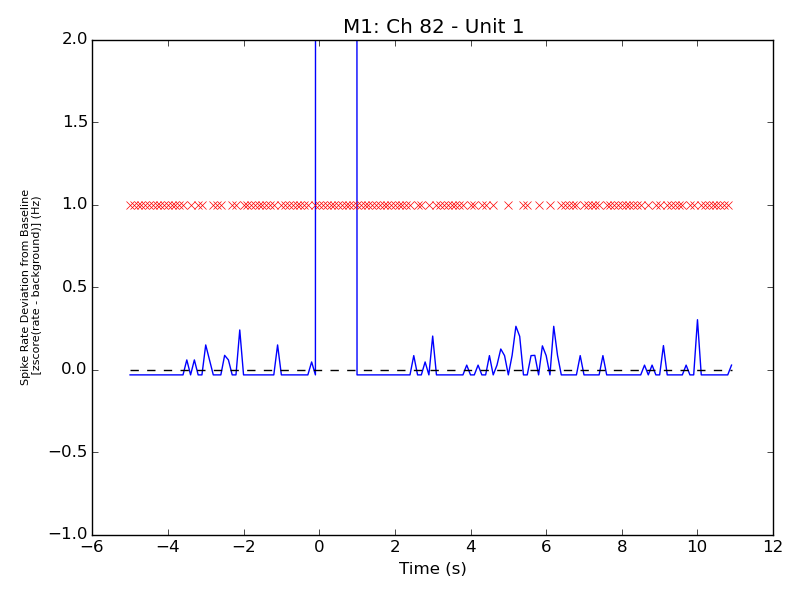 M1: Ch 82 - Unit 1
2.0
1.5
1.0
0.5
0.0
−0.5
−1.0
Spike Rate Deviation from Baseline
[zscore(rate - background)] (Hz)
−6 −4 −2 0 2 4 6 8 10 12
Time (s)